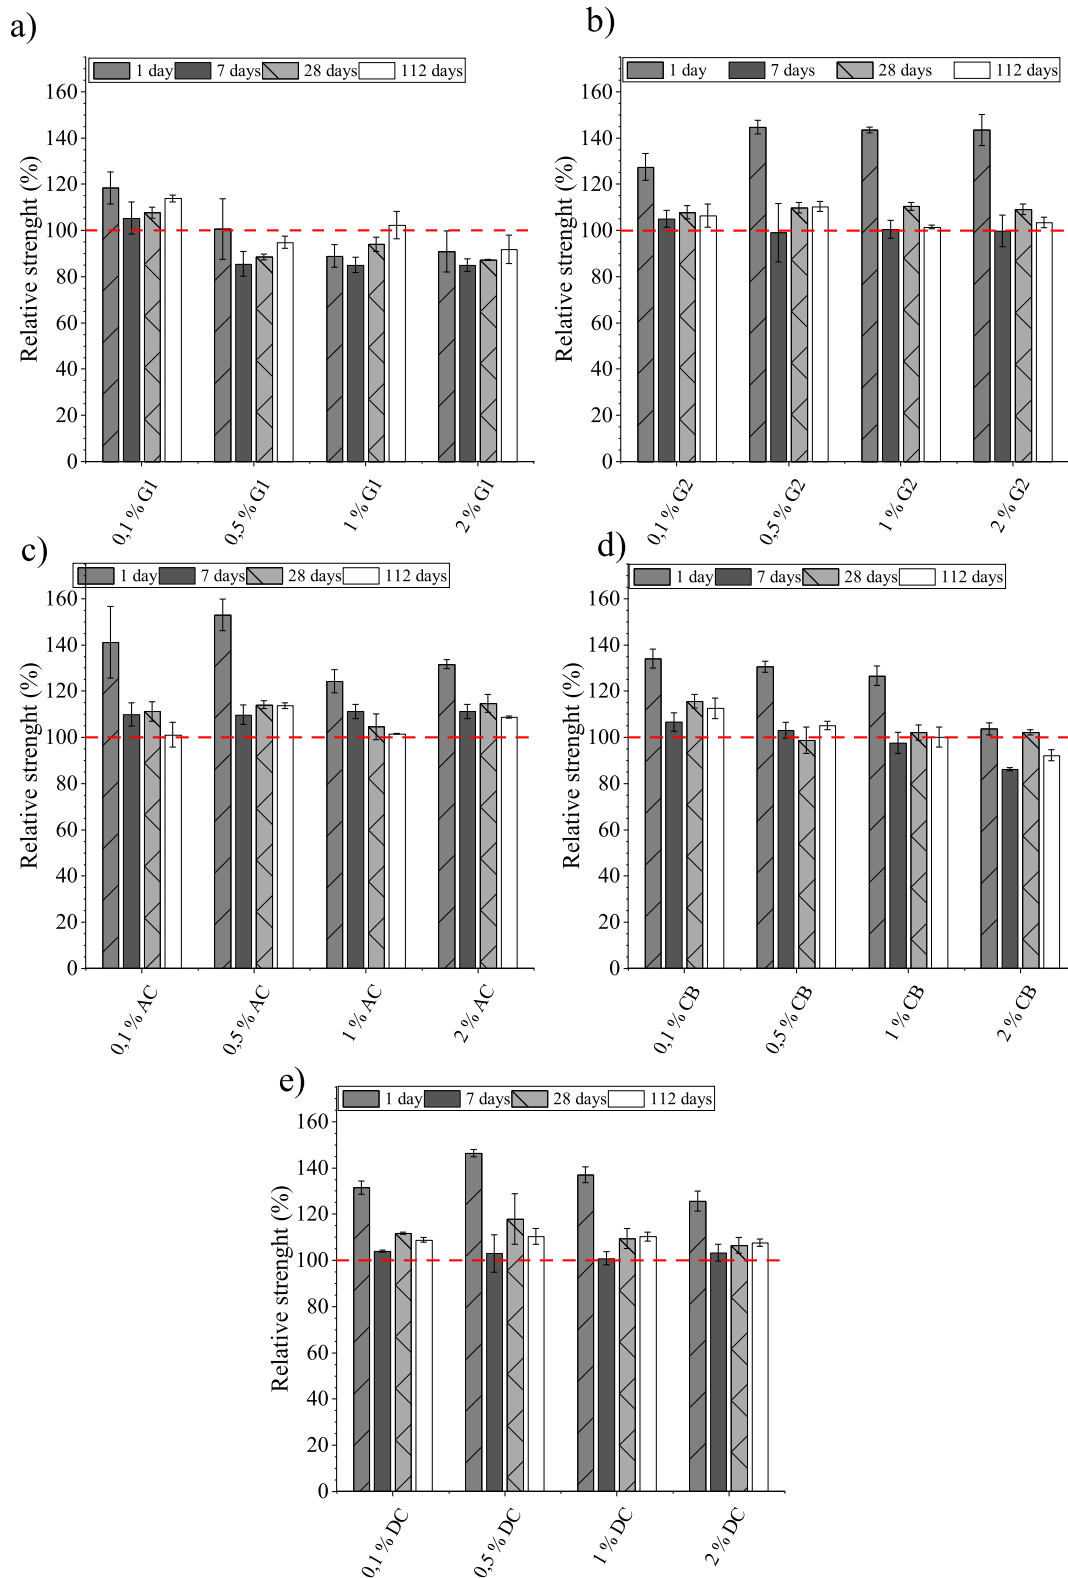 a)
1 day 7 days 28 days 112 days
Relative strenght (%)
160
140
120
100
80
60
40
20
0
0,1 % G1
0,5 % G1
1 % G1
2 % G1
b)
1 day 7 days 28 days 112 days
Relative strenght (%)
160
140
120
100
80
60
40
20
0
0,1 % G2
0,5 % G2
1 % G2
2 % G2
c)
1 day 7 days 28 days 112 days
Relative strenght (%)
160
140
120
100
80
60
40
20
0
0,1 % AC
0,5 % AC
1 % AC
2 % AC
d)
1 day 7 days 28 days 112 days
Relative strenght (%)
160
140
120
100
80
60
40
20
0
0,1 % CB
0,5 % CB
1 % CB
2 % CB
e)
1 day 7 days 28 days 112 days
Relative strenght (%)
160
140
120
100
80
60
40
20
0
0,1 % DC
0,5 % DC
1 % DC
2 % DC